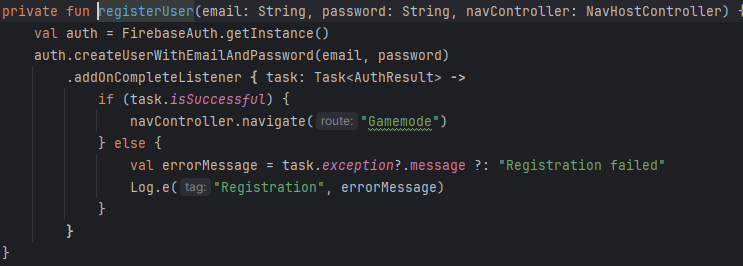 private fun registerUser(email: String, password: String, navController: NavHostController) {
    val auth = FirebaseAuth.getInstance()
    auth.createUserWithEmailAndPassword(email, password)
        .addOnCompleteListener { task: Task<AuthResult> ->
            if (task.isSuccessful) {
                navController.navigate( route: "Gamemode")
            } else {
                val errorMessage = task.exception?.message ?: "Registration failed"
                Log.e( tag: "Registration", errorMessage)
            }
        }
}